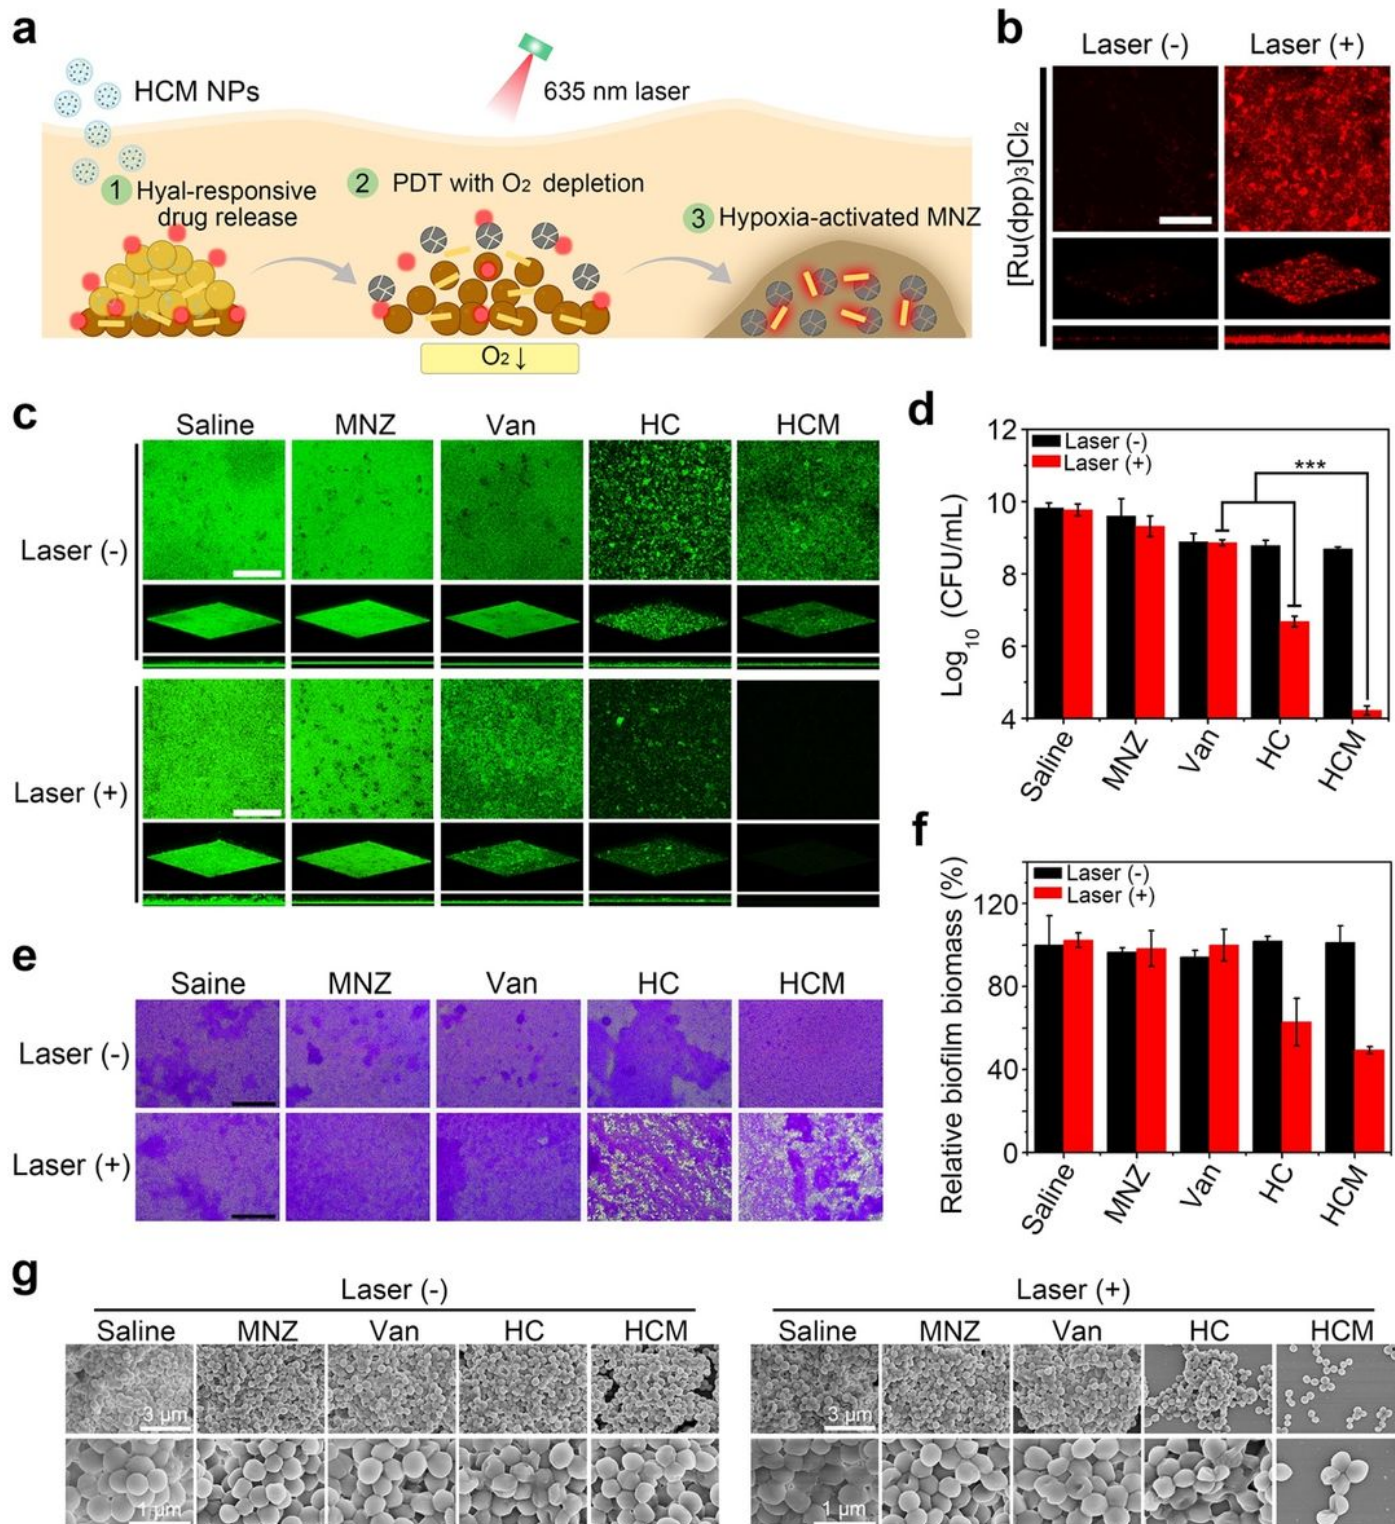 a
HCM NPs
635 nm laser
1 Hyal-responsive
drug release
2 PDT with O2 depletion
3 Hypoxia-activated MNZ
O2 ↓
b
Laser (-) Laser (+)
[Ru(dpp)3]Cl2
c
Saline MNZ Van HC HCM
Laser (-)
Laser (+)
d
Log10 (CFU/mL)
12
10
8
6
4
Laser (-)
Laser (+)
***
Saline MNZ Van HC HCM
e
Saine MNZ Van HC HCM
Laser (-)
Laser (+)
f
Relative biofilm biomass (%)
120
80
40
0
Laser (-)
Laser (+)
Saline MNZ Van HC HCM
g
Laser (-) Laser (+)
Saline MNZ Van HC HCM Saline MNZ Van HC HCM
3 µm 3 µm
1 µm 1 µm